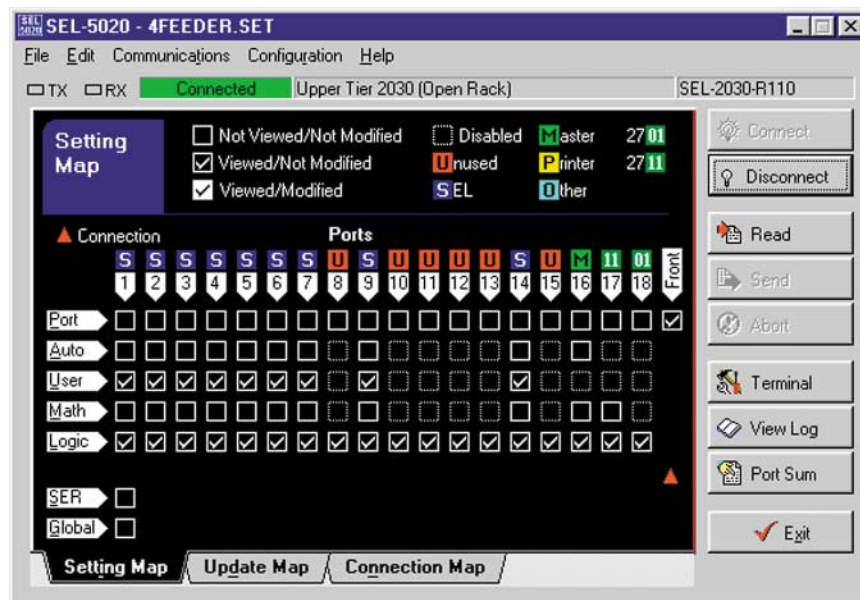 SEL 5020 SEL-5020 - 4FEEDER.SET
File Edit Communications Configuration Help
TX RX Connected Upper Tier 2030 (Open Rack) SEL-2030-R110
Setting Map
Not Viewed/Not Modified Disabled Master 27 01
Viewed/Not Modified Unused Printer 27 11
Viewed/Modified SEL Other
Connection Ports
S S S S S S S U S U U U U S U M 11 01
1 2 3 4 5 6 7 8 9 10 11 12 13 14 15 16 17 18 Front
Port
Auto
User
Math
Logic
SER
Global
Setting Map Update Map Connection Map
Connect
Disconnect
Read
Send
Abort
Terminal
View Log
Port Sum
Exit